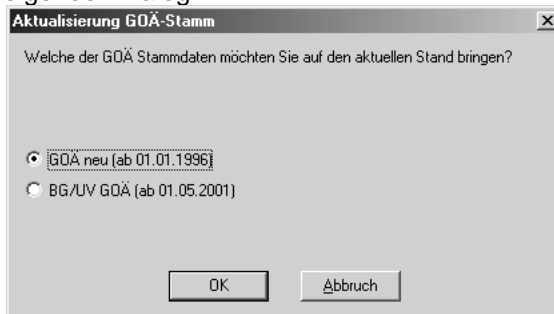 Aktualisierung GOÄ-Stamm
Welche der GOÄ Stammdaten möchten Sie auf den aktuellen Stand bringen?
GOÄ neu (ab 01.01.1996)
BG/UV GOÄ (ab 01.05.2001)
OK Abbruch